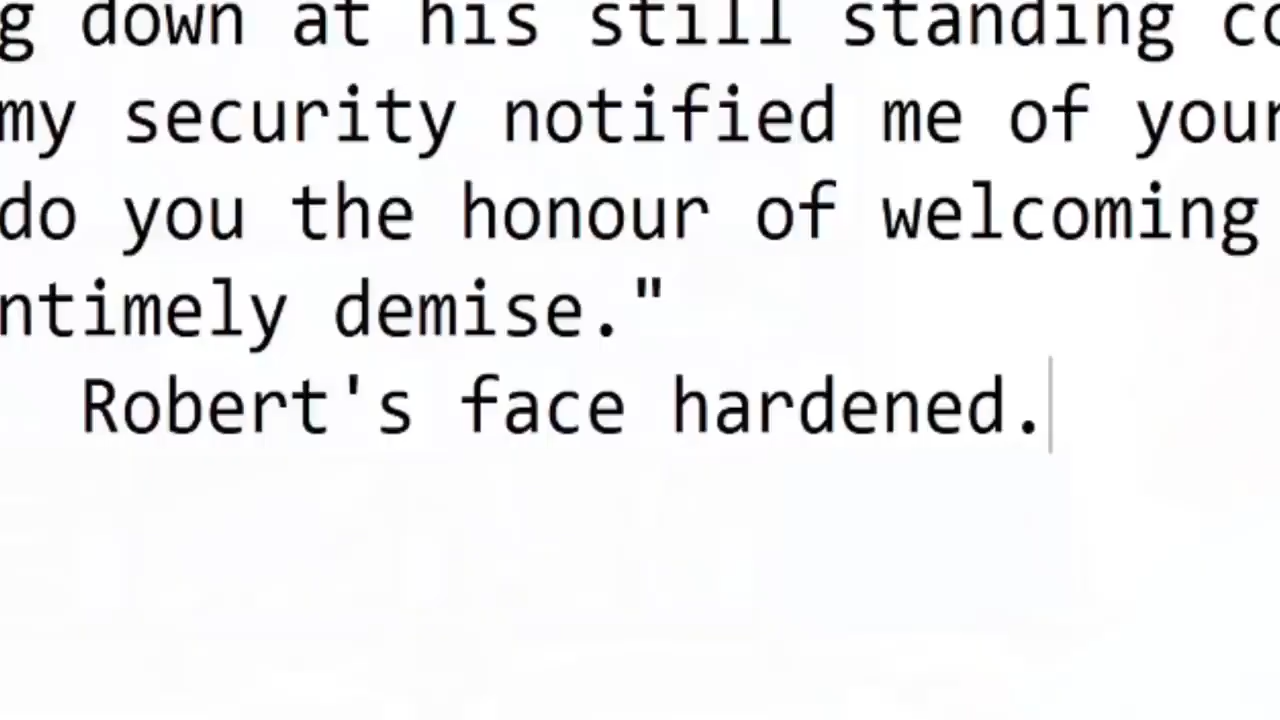 g down at his still standing co
my security notified me of your
do you the honour of welcoming
ntimely demise."
Robert's face hardened.